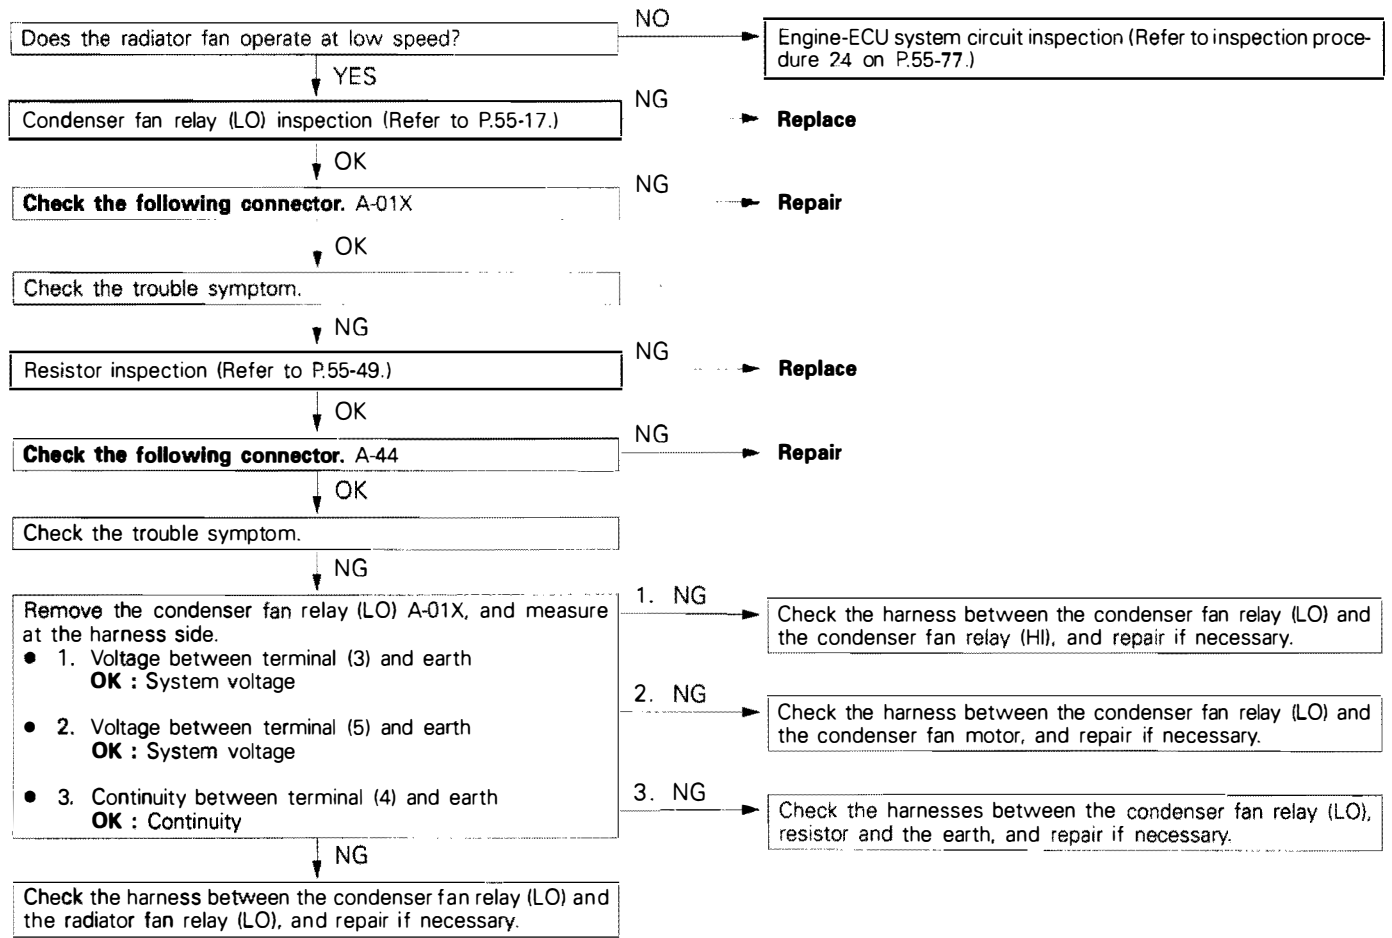 Does the radiator fan operate at low speed?
NO
Engine-ECU system circuit inspection (Refer to inspection proce-
dure 24 on P.55-77.)
YES
Condenser fan relay (LO) inspection (Refer to P.55-17.)
NG
Replace
OK
Check the following connector. A-01X
NG
Repair
OK
Check the trouble symptom.
NG
Resistor inspection (Refer to P.55-49.)
NG
Replace
OK
Check the following connector. A-44
NG
Repair
OK
Check the trouble symptom.
NG
Remove the condenser fan relay (LO) A-01X, and measure
at the harness side.
● 1. Voltage between terminal (3) and earth
OK : System voltage
● 2. Voltage between terminal (5) and earth
OK : System voltage
● 3. Continuity between terminal (4) and earth
OK : Continuity
1. NG
Check the harness between the condenser fan relay (LO) and
the condenser fan relay (HI), and repair if necessary.
2. NG
Check the harness between the condenser fan relay (LO) and
the condenser fan motor, and repair if necessary.
3. NG
Check the harnesses between the condenser fan relay (LO),
resistor and the earth, and repair if necessary.
NG
Check the harness between the condenser fan relay (LO) and
the radiator fan relay (LO), and repair if necessary.